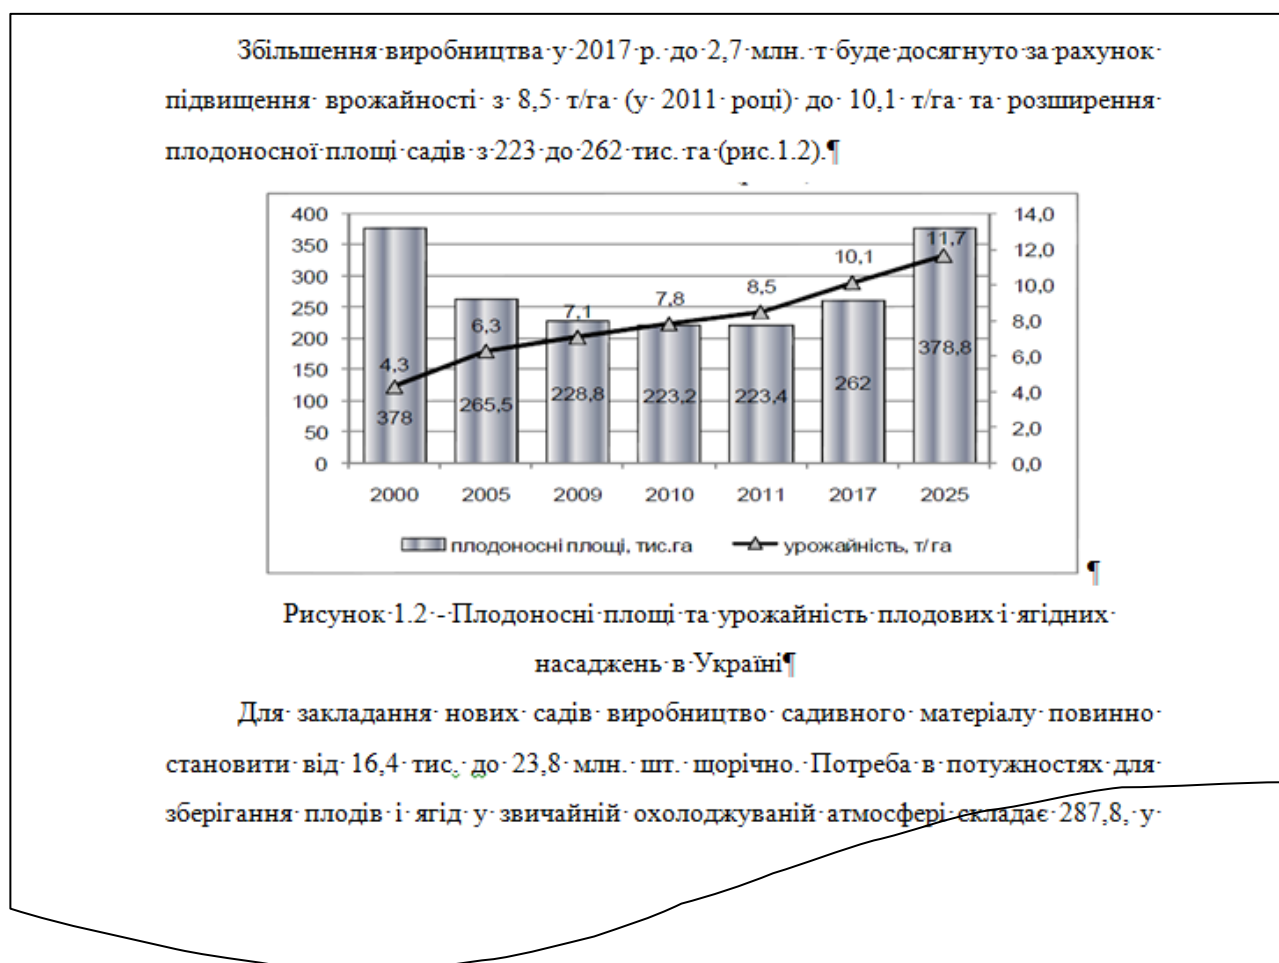 Збільшення виробництва у 2017 р. до 2,7 млн. т буде досягнуто за рахунок
підвищення врожайності з 8,5 т/га (у 2011 році) до 10,1 т/га та розширення
плодоносної площі садів з 223 до 262 тис. га (рис.1.2).¶
400 14,0
350 12,0
300 10,0
250 8,0
200 6,0
150 4,0
100 2,0
50 0,0
0
4,3 6,3 7,1 7,8 8,5 10,1 11,7
378 265,5 228,8 223,2 223,4 262 378,8
2000 2005 2009 2010 2011 2017 2025
плодоносні площі, тис.га урожайність, т/га
¶
Рисунок 1.2 - Плодоносні площі та урожайність плодових і ягідних
насаджень в Україні¶
Для закладання нових садів виробництво садивного матеріалу повинно
становити від 16,4 тис. до 23,8 млн. шт. щорічно. Потреба в потужностях для
зберігання плодів і ягід у звичайній охолоджуваній атмосфері складає 287,8, у